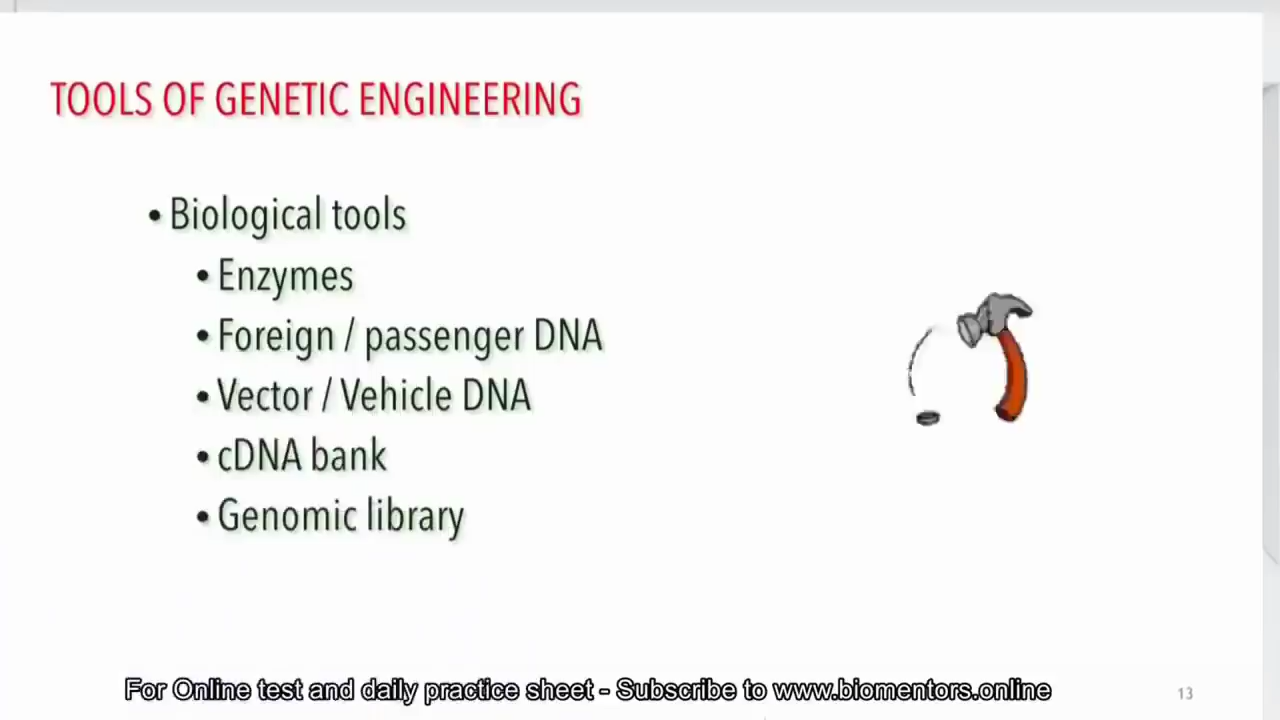 TOOLS OF GENETIC ENGINEERING
• Biological tools
• Enzymes
• Foreign / passenger DNA
• Vector / Vehicle DNA
• cDNA bank
• Genomic library
For Online test and daily practice sheet - Subscribe to www.biomentors.online
13